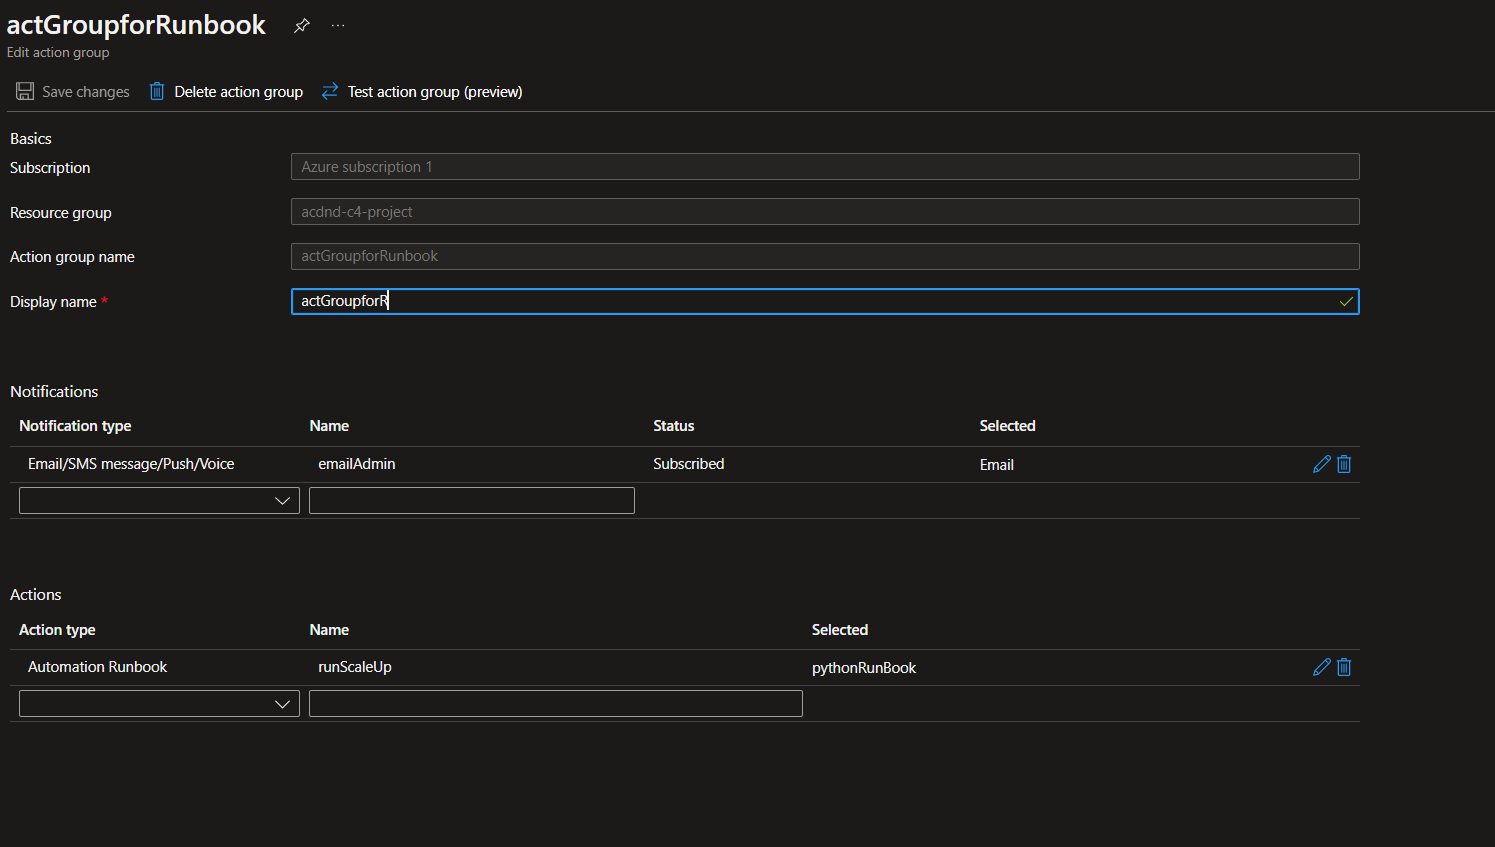 actGroupforRunbook
Edit action group
Save changes Delete action group Test action group (preview)
Basics
Subscription Azure subscription 1
Resource group acdnd-c4-project
Action group name actGroupforRunbook
Display name * actGroupforR
Notifications
Notification type Name Status Selected
Email/SMS message/Push/Voice emailAdmin Subscribed Email
Actions
Action type Name Selected
Automation Runbook runScaleUp pythonRunBook